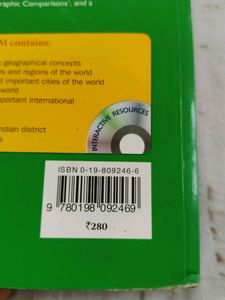 raphic Comparisons', and a
M contains:
geographical concepts
es and regions of the world
d important cities of the world
world
portant international
ndian district
s
INTERACTIVE RESOURCES
ISBN 0-19-809246-6
9 780198 092469
₹280